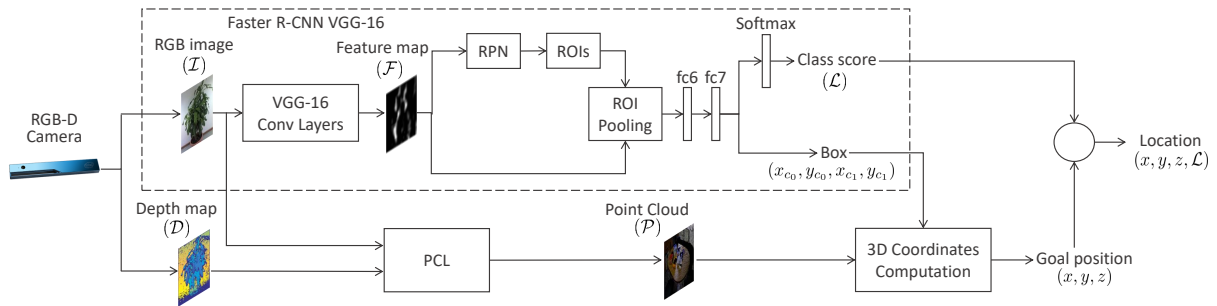 Faster R-CNN VGG-16
RGB-D
Camera
RGB image
(I)
VGG-16
Conv Layers
Feature map
(F)
RPN
ROIs
ROI
Pooling
fc6
fc7
Softmax
Class score
(L)
Box
(x_{c_0}, y_{c_0}, x_{c_1}, y_{c_1})
Location
(x, y, z, L)
Depth map
(D)
PCL
Point Cloud
(P)
3D Coordinates
Computation
Goal position
(x, y, z)